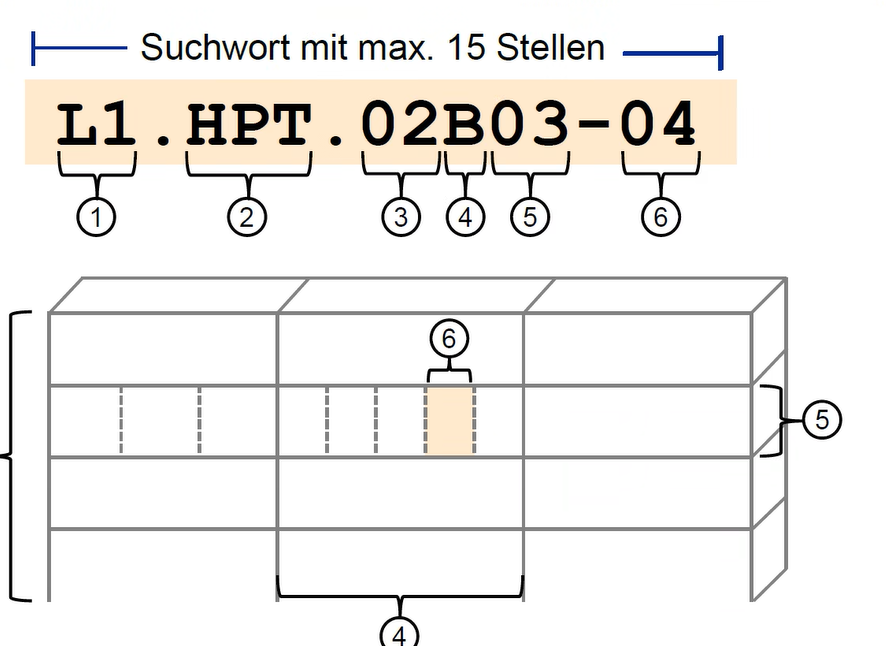 Suchwort mit max. 15 Stellen
L1.HPT.02B03-04
1 2 3 4 5 6
6
5
4